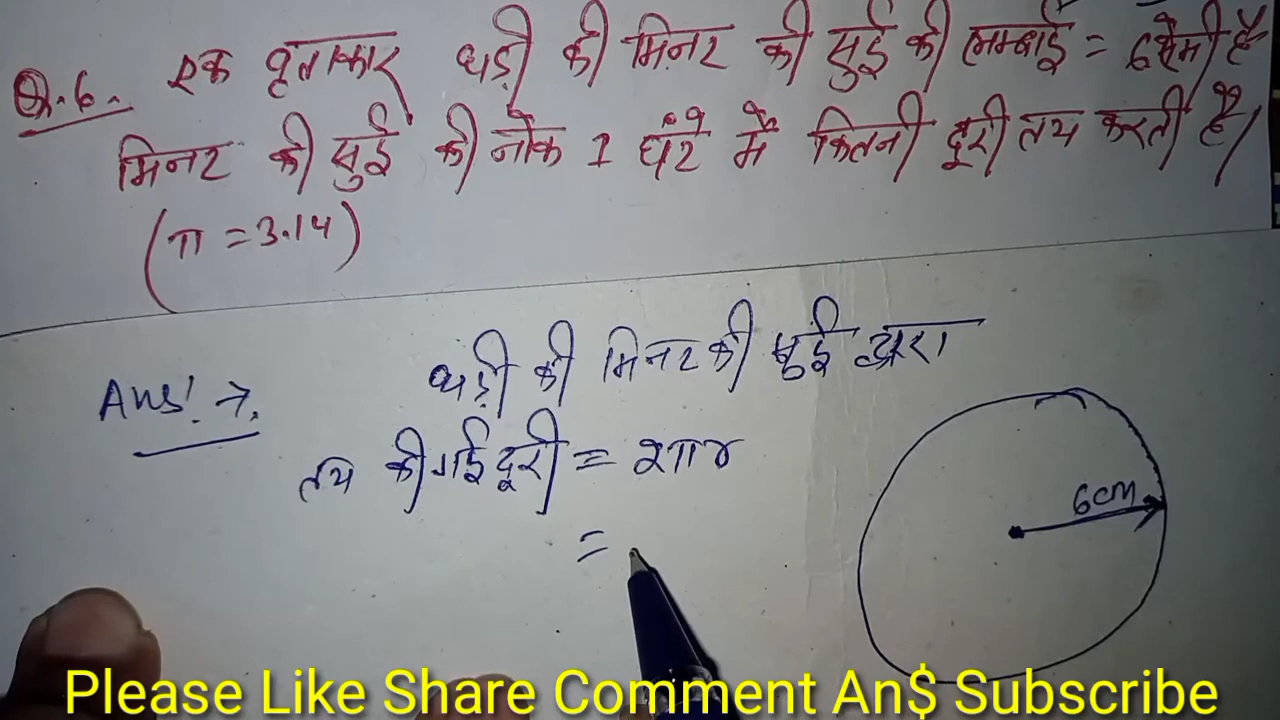 Q.6. एक वृताकार घड़ी की मिनट की सुई की लम्बाई = 6सेमी है
मिनट की सुई की नोक 1 घंटे में कितनी दूरी तय करती है।
(π = 3.14)
Ans! → घड़ी की मिनट की सुई द्वारा
तय की गई दूरी = 2πr
=
6cm
Please Like Share Comment An$ Subscribe